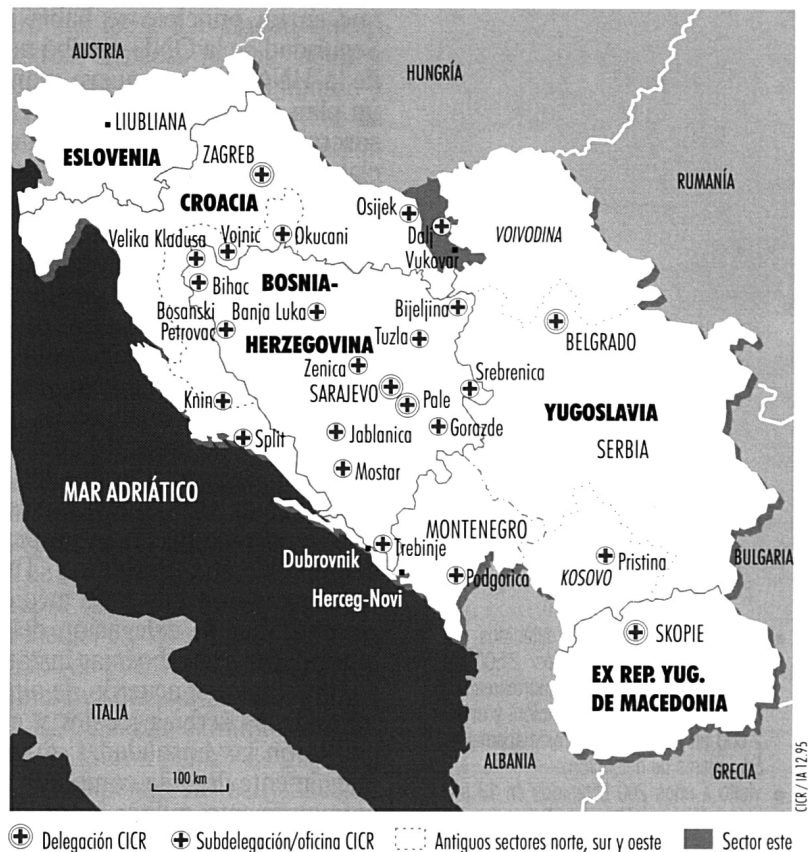 AUSTRIA
HUNGRÍA
LIUBLIANA
ESLOVENIA
ZAGREB
RUMANÍA
CROACIA
Osijek
Dalj
Vukovar
VOIVODINA
Velika Kladusa
Vojnic
Okucani
Bihac
BOSNIA-
HERZEGOVINA
Bosanski
Petrovac
Banja Luka
Bijeljina
Tuzla
BELGRADO
Zenica
Srebrenica
SARAJEVO
Pale
YUGOSLAVIA
Knin
Gorazde
SERBIA
Split
Jablanica
Mostar
MAR ADRIÁTICO
MONTENEGRO
Trebinje
Dubrovnik
Pristina
BULGARIA
KOSOVO
Podgorica
Herceg-Novi
SKOPIE
EX REP. YUG.
DE MACEDONIA
ITALIA
ALBANIA
GRECIA
100 km
CICR / IA 12.95
Delegación CICR
Subdelegación/oficina CICR
Antiguos sectores norte, sur y oeste
Sector este